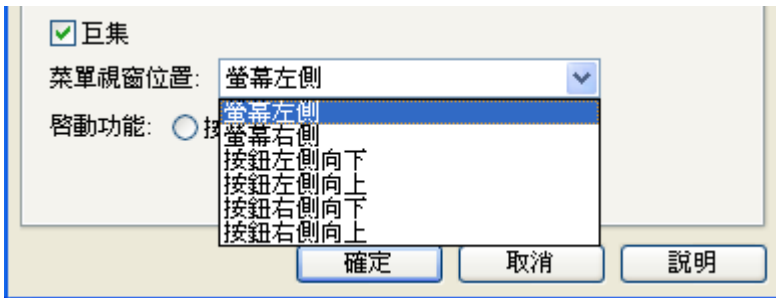 巨集
菜單視窗位置: 螢幕左側
螢幕左側
啓動功能: 按
螢幕右側
按鈕左側向下
按鈕左側向上
按鈕右側向下
按鈕右側向上
確定 取消 說明